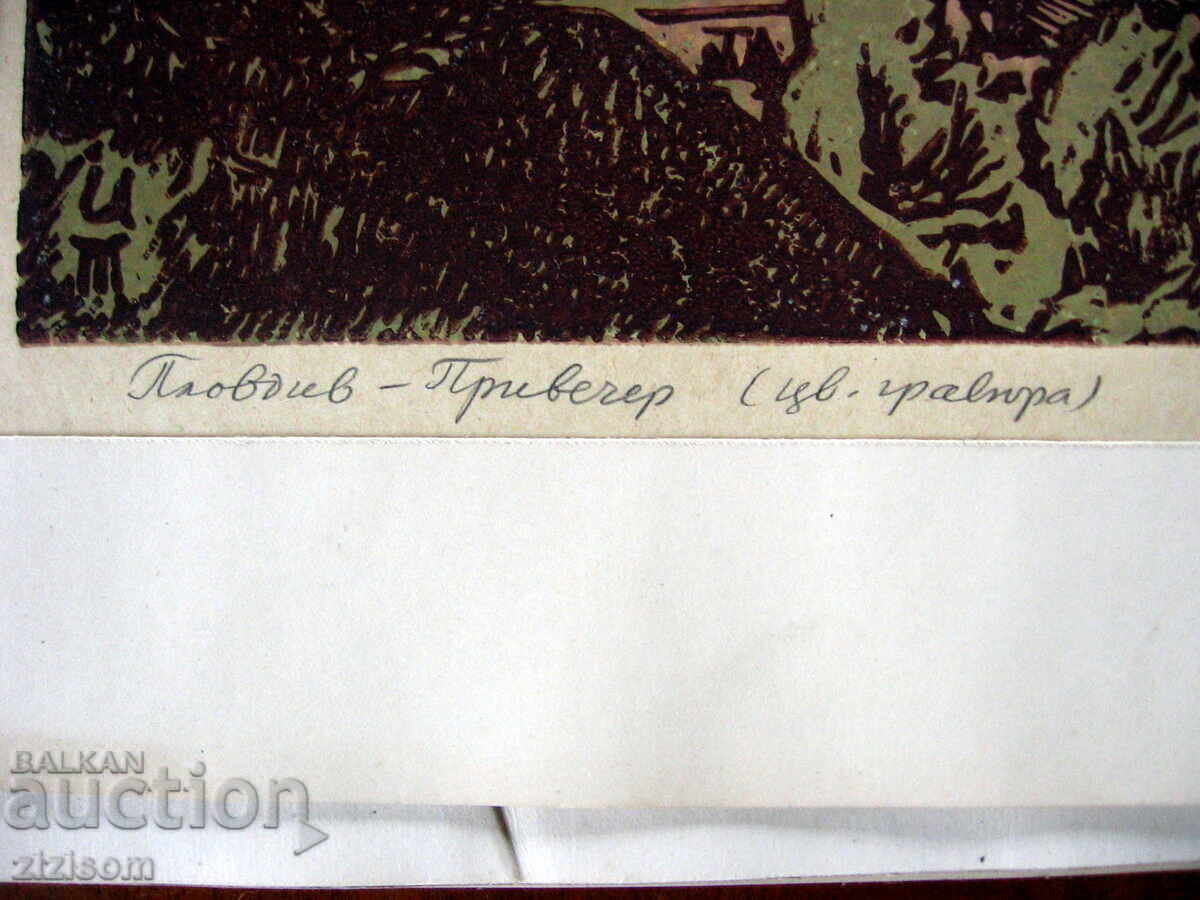 Пловдив – Привечер (цв. гравюра)
BALKAN
auction
zizisom